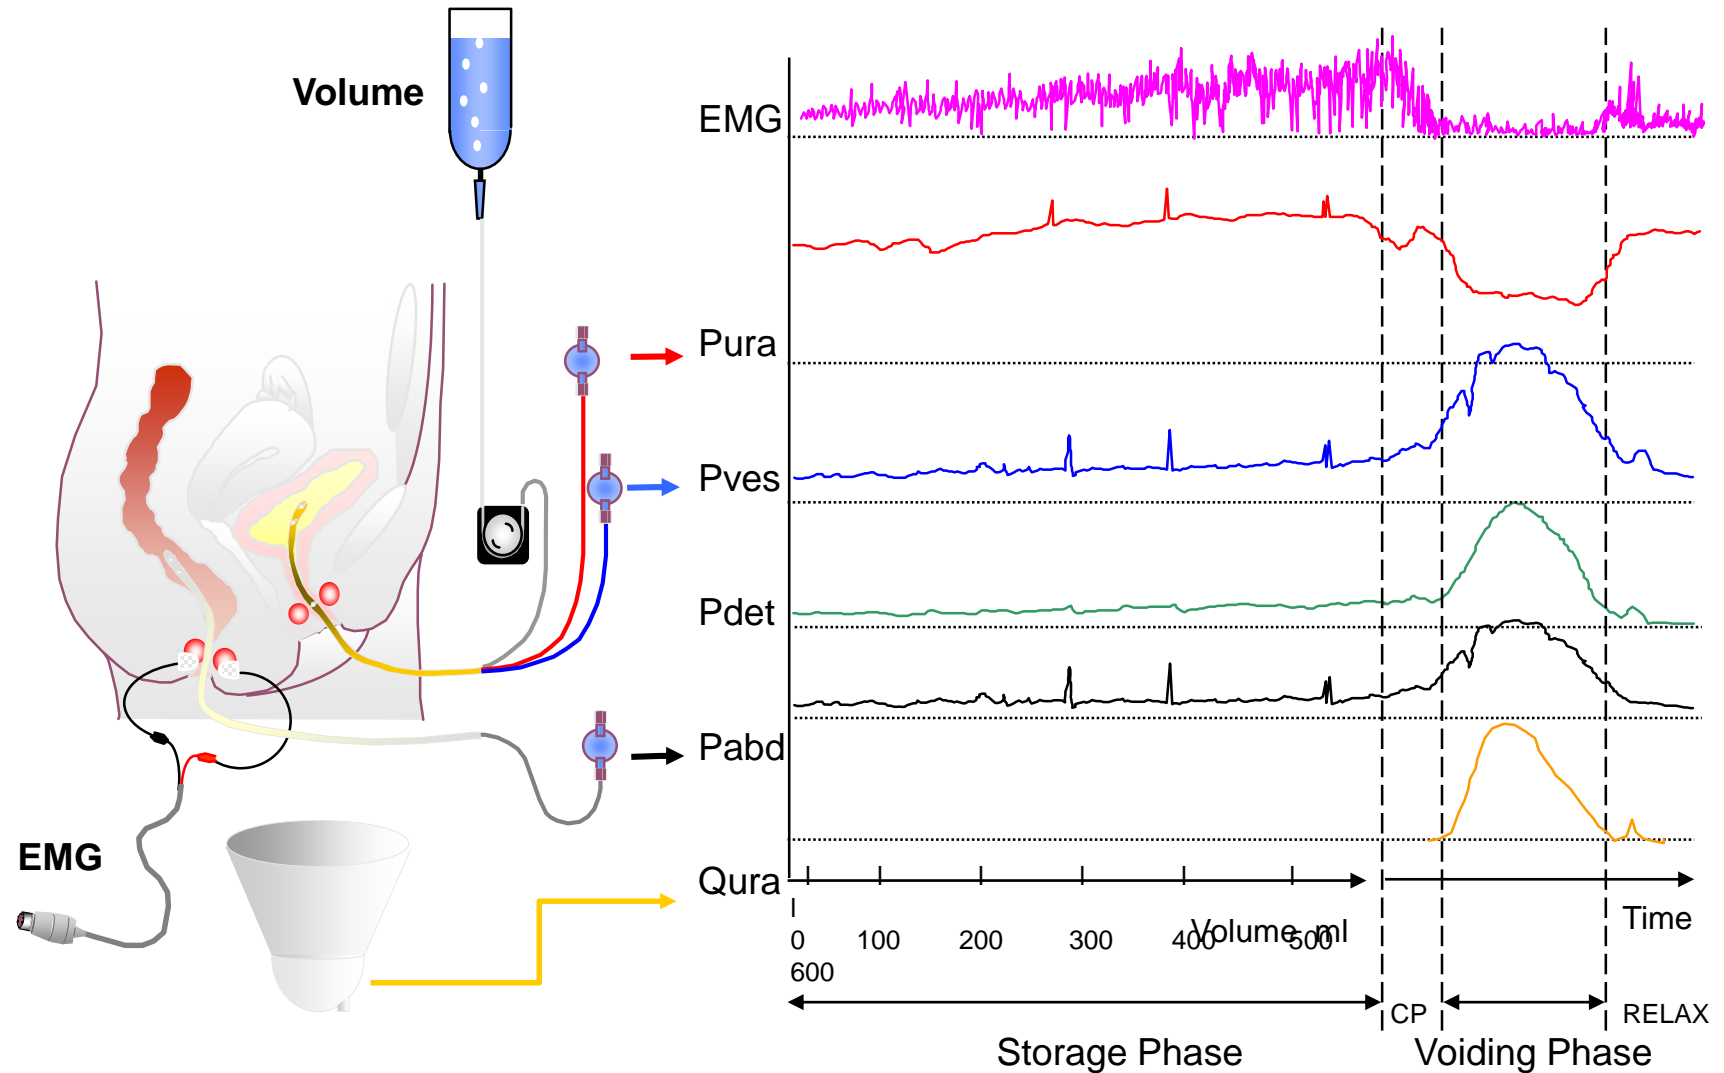 Volume
EMG
Pura
Pves
Pdet
Pabd
EMG
Qura
Time
Volume ml
0 100 200 300 400 500
600
CP
RELAX
Storage Phase
Voiding Phase